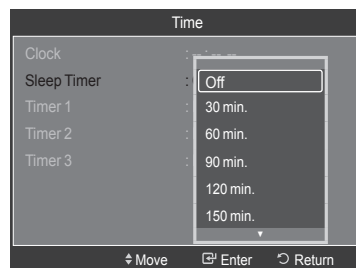 Time
Clock : -- : -- --
Sleep Timer :
Off
Timer 1 :
30 min.
Timer 2 :
60 min.
Timer 3 :
90 min.
120 min.
150 min.
▼
Move Enter Return